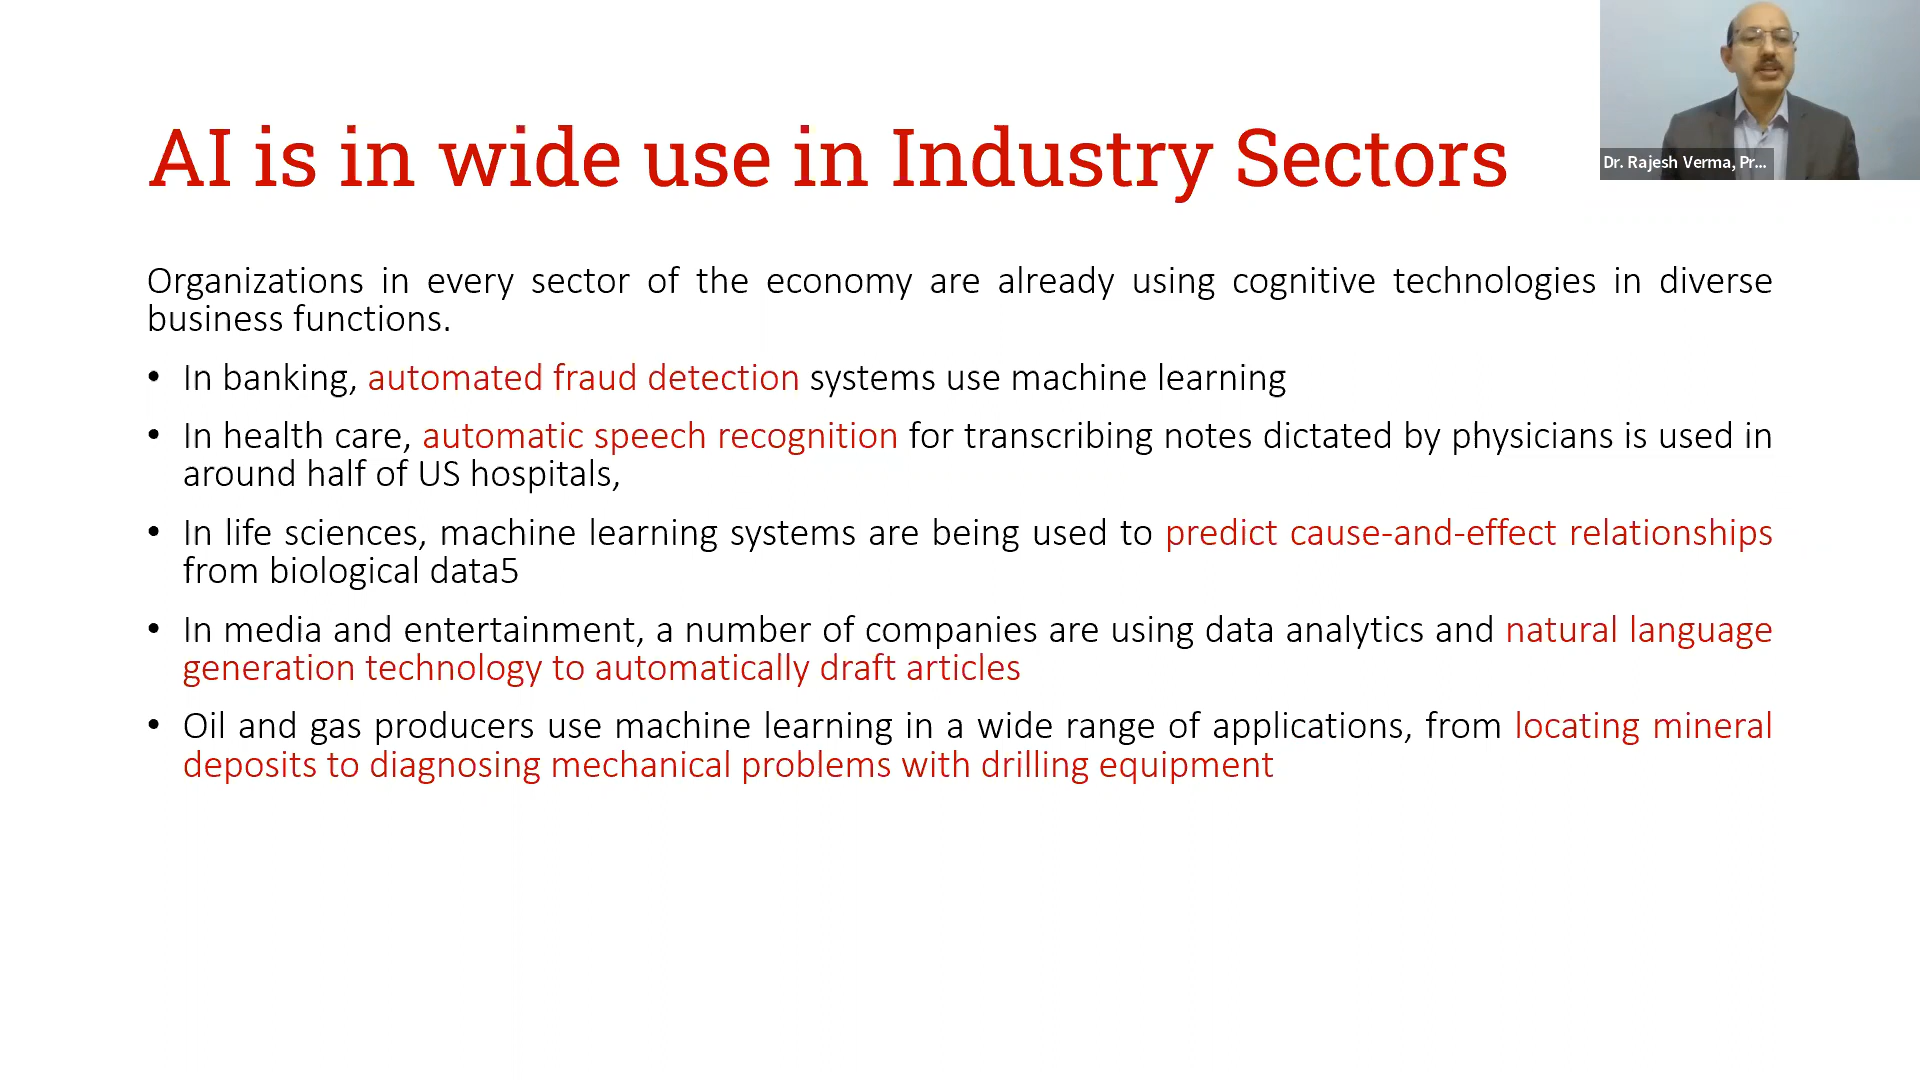 AI is in wide use in Industry Sectors
Dr. Rajesh Verma, Pr...
Organizations in every sector of the economy are already using cognitive technologies in diverse
business functions.
• In banking, automated fraud detection systems use machine learning
• In health care, automatic speech recognition for transcribing notes dictated by physicians is used in
around half of US hospitals,
• In life sciences, machine learning systems are being used to predict cause-and-effect relationships
from biological data5
• In media and entertainment, a number of companies are using data analytics and natural language
generation technology to automatically draft articles
• Oil and gas producers use machine learning in a wide range of applications, from locating mineral
deposits to diagnosing mechanical problems with drilling equipment